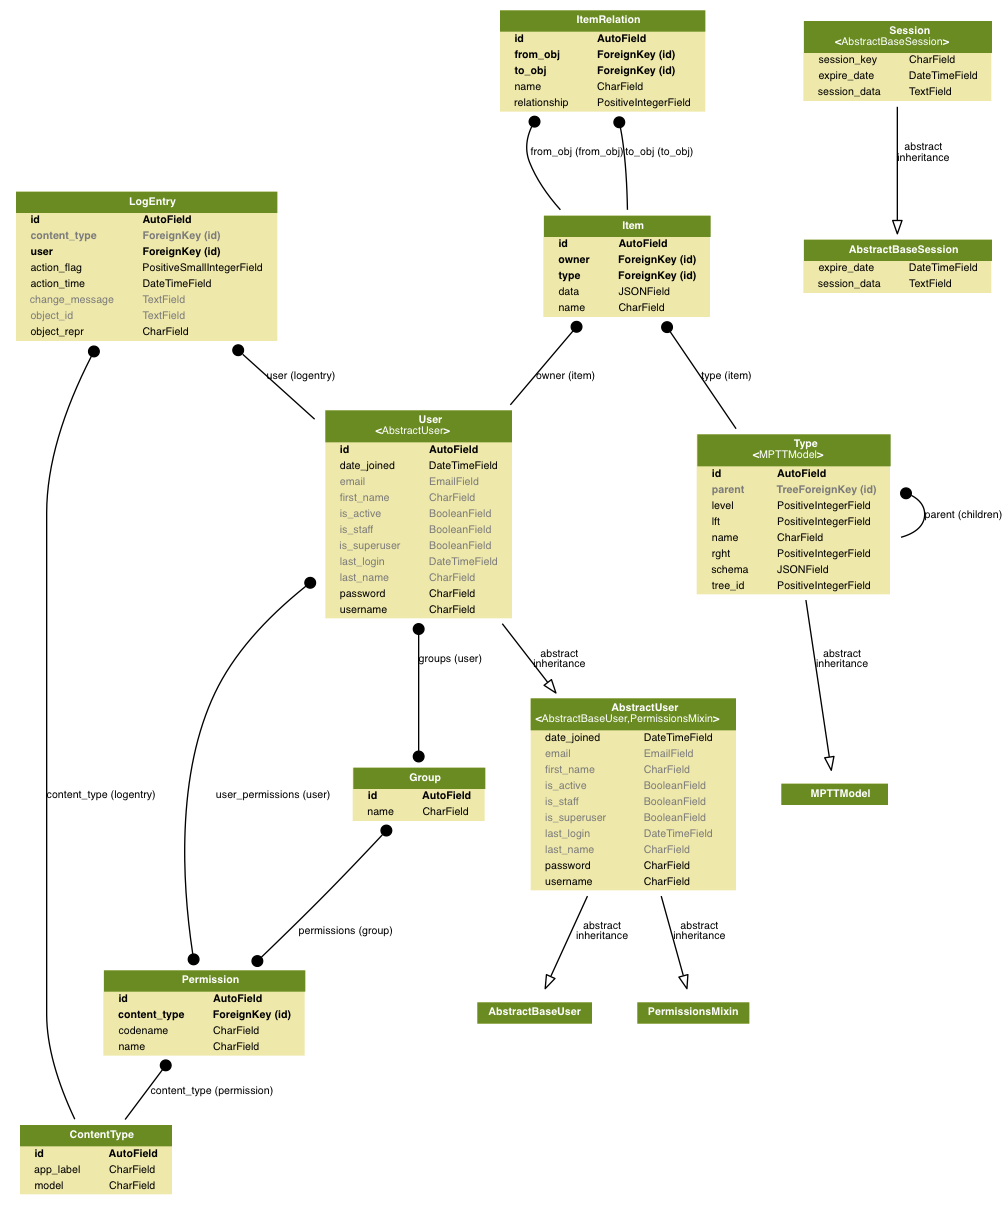 ItemRelation
id AutoField
from_obj ForeignKey (id)
to_obj ForeignKey (id)
name CharField
relationship PositiveIntegerField
Session
<AbstractBaseSession>
session_key CharField
expire_date DateTimeField
session_data TextField
from_obj (from_obj)
to_obj (to_obj)
abstract
inheritance
LogEntry
id AutoField
content_type ForeignKey (id)
user ForeignKey (id)
action_flag PositiveSmallIntegerField
action_time DateTimeField
change_message TextField
object_id TextField
object_repr CharField
Item
id AutoField
owner ForeignKey (id)
type ForeignKey (id)
data JSONField
name CharField
AbstractBaseSession
expire_date DateTimeField
session_data TextField
user (logentry)
owner (item)
type (item)
User
<AbstractUser>
id AutoField
date_joined DateTimeField
email EmailField
first_name CharField
is_active BooleanField
is_staff BooleanField
is_superuser BooleanField
last_login DateTimeField
last_name CharField
password CharField
username CharField
Type
<MPTTModel>
id AutoField
parent TreeForeignKey (id)
level PositiveIntegerField
lft PositiveIntegerField
name CharField
rght PositiveIntegerField
schema JSONField
tree_id PositiveIntegerField
parent (children)
groups (user)
abstract
inheritance
abstract
inheritance
AbstractUser
<AbstractBaseUser,PermissionsMixin>
date_joined DateTimeField
email EmailField
first_name CharField
is_active BooleanField
is_staff BooleanField
is_superuser BooleanField
last_login DateTimeField
last_name CharField
password CharField
username CharField
Group
id AutoField
name CharField
MPTTModel
content_type (logentry)
user_permissions (user)
permissions (group)
abstract
inheritance
abstract
inheritance
Permission
id AutoField
content_type ForeignKey (id)
codename CharField
name CharField
AbstractBaseUser
PermissionsMixin
content_type (permission)
ContentType
id AutoField
app_label CharField
model CharField